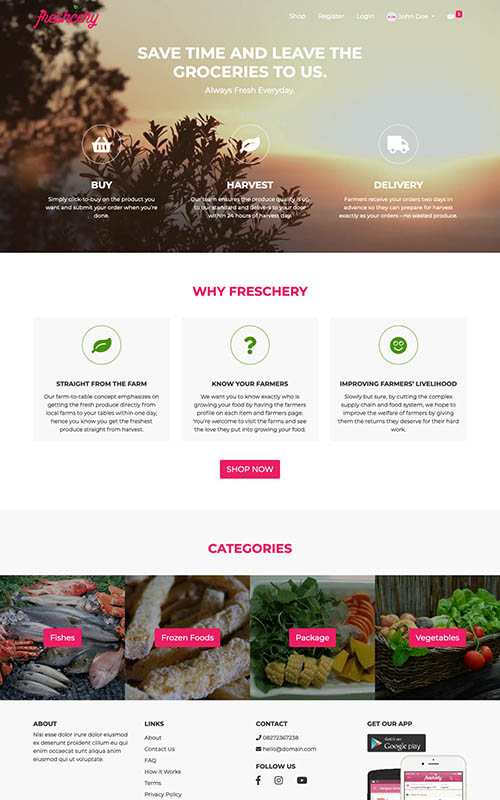 freshcery
Shop Register Login John Doe 5
SAVE TIME AND LEAVE THE
GROCERIES TO US.
Always Fresh Everyday.
BUY
Simply click-to-buy on the product you
want and submit your order when you're
done.
HARVEST
Our team ensures the produce quality is up
to our standard and delivers to your door
within 24 hours of harvest day.
DELIVERY
Farmers receive your orders two days in
advance so they can prepare for harvest
exactly as your orders – no wasted produce.
WHY FRESCHERY
STRAIGHT FROM THE FARM
Our farm-to-table concept emphasizes on
getting the fresh produce directly from
local farms to your tables within one day,
hence you know you get the freshest
produce straight from harvest.
KNOW YOUR FARMERS
We want you to know exactly who is
growing your food by having the farmers
profile on each item and farmers page.
You're welcome to visit the farms and see
the love they put into growing your food.
IMPROVING FARMERS' LIVELIHOOD
Slowly but sure, by cutting the complex
supply chain and food system, we hope to
improve the welfare of farmers by giving
them the returns they deserve for their hard
work.
SHOP NOW
CATEGORIES
Fishes
Frozen Foods
Package
Vegetables
ABOUT
Nisi esse dolor irure dolor eiusmod
ex deserunt proident cillum eu qui
enim occaecat sunt aliqua anim
eiusmod qui ut voluptate.
LINKS
About
Contact Us
FAQ
How it Works
Terms
Privacy Policy
CONTACT
08272367238
hello@domain.com
FOLLOW US
GET OUR APP
Get it on
Google play
freshcery